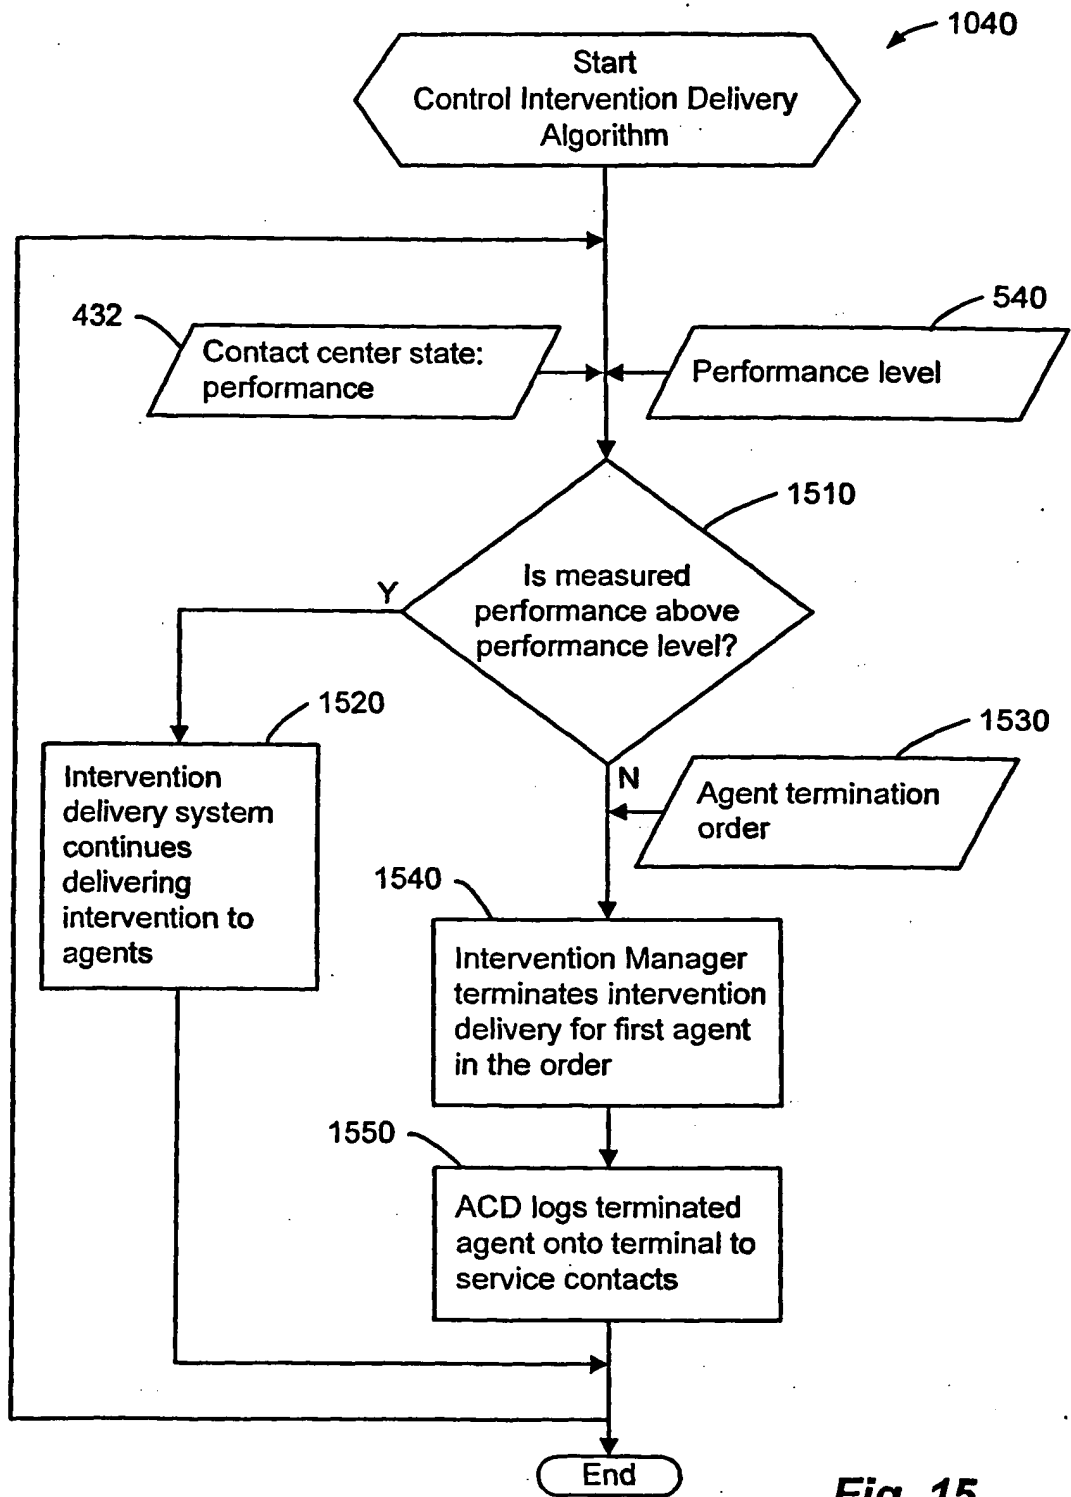 1040
Start
Control Intervention Delivery
Algorithm
432
540
Contact center state:
performance
Performance level
1510
Is measured
performance above
performance level?
Y
1520
1530
N
Intervention
delivery system
continues
delivering
intervention to
agents
Agent termination
order
1540
Intervention Manager
terminates intervention
delivery for first agent
in the order
1550
ACD logs terminated
agent onto terminal to
service contacts
End
Fig. 15